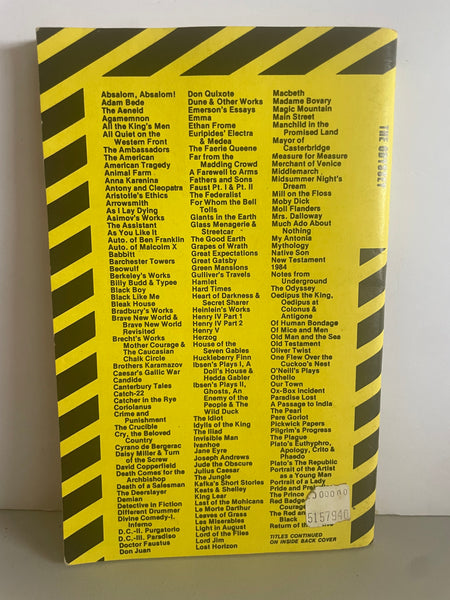 Absalom, Absalom!
Adam Bede
The Aeneid
Agamemnon
All the King's Men
All Quiet on the
Western Front
The Ambassadors
The American
American Tragedy
Animal Farm
Anna Karenina
Antony and Cleopatra
Aristotle's Ethics
Arrowsmith
As I Lay Dying
Asimov's Works
The Assistant
As You Like It
Auto. of Ben Franklin
Auto. of Malcolm X
Babbitt
Barchester Towers
Beowulf
Berkeley's Works
Billy Budd & Typee
Black Boy
Black Like Me
Bleak House
Bradbury's Works
Brave New World &
Brave New World
Revisited
Brecht's Works
Mother Courage &
The Caucasian
Chalk Circle
Brothers Karamazov
Caesar's Gallic War
Candide
Canterbury Tales
Catch-22
Catcher in the Rye
Coriolanus
Crime and
Punishment
The Crucible
Cry, the Beloved
Country
Cyrano de Bergerac
Daisy Miller & Turn
of the Screw
David Copperfield
Death Comes for the
Archbishop
Death of a Salesman
The Deerslayer
Demian
Detective in Fiction
Different Drummer
Divine Comedy-I.
Inferno
D.C.-II. Purgatorio
D.C.-III. Paradiso
Doctor Faustus
Don Juan
Don Quixote
Dune & Other Works
Emerson's Essays
Emma
Ethan Frome
Euripides' Electra
& Medea
The Faerie Queene
Far from the
Madding Crowd
A Farewell to Arms
Fathers and Sons
Faust Pt. I & Pt. II
The Federalist
For Whom the Bell
Tolls
Giants in the Earth
Glass Menagerie &
Streetcar
The Good Earth
Grapes of Wrath
Great Expectations
Great Gatsby
Green Mansions
Gulliver's Travels
Hamlet
Hard Times
Heart of Darkness &
Secret Sharer
Heinlein's Works
Henry IV Part 1
Henry IV Part 2
Henry V
Herzog
House of the
Seven Gables
Huckleberry Finn
Ibsen's Plays I, A
Doll's House &
Hedda Gabler
Ibsen's Plays II,
Ghosts, An
Enemy of the
People & The
Wild Duck
The Idiot
Idylls of the King
The Iliad
Invisible Man
Ivanhoe
Jane Eyre
Joseph Andrews
Jude the Obscure
Julius Caesar
The Jungle
Kafka's Short Stories
Keats & Shelley
King Lear
Last of the Mohicans
Le Morte Darthur
Leaves of Grass
Les Miserables
Light in August
Lord of the Flies
Lord Jim
Lost Horizon
Macbeth
Madame Bovary
Magic Mountain
Main Street
Manchild in the
Promised Land
Mayor of
Casterbridge
Measure for Measure
Merchant of Venice
Middlemarch
Midsummer Night's
Dream
Mill on the Floss
Moby Dick
Moll Flanders
Mrs. Dalloway
Much Ado About
Nothing
My Antonia
Mythology
Native Son
New Testament
1984
Notes from
Underground
The Odyssey
Oedipus the King,
Oedipus at
Colonus &
Antigone
Of Human Bondage
Of Mice and Men
Old Man and the Sea
Old Testament
Oliver Twist
One Flew Over the
Cuckoo's Nest
O'Neill's Plays
Othello
Our Town
Ox-Box Incident
Paradise Lost
A Passage to India
The Pearl
Pere Goriot
Pickwick Papers
Pilgrim's Progress
The Plague
Plato's Euthyphro,
Apology, Crito &
Phaedo
Plato's The Republic
Portrait of the Artist
as a Young Man
Portrait of a Lady
Pride and
The Prince
Red Badge
Courage
The Red and
Black
Return of the
TITLES CONTINUED
ON INSIDE BACK COVER
5157940
THE ODYSSEY